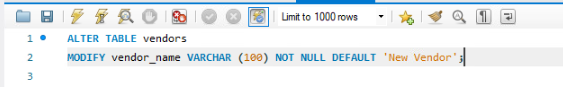 Limit to 1000 rows
1 ALTER TABLE vendors
2 MODIFY vendor_name VARCHAR (100) NOT NULL DEFAULT 'New Vendor';
3